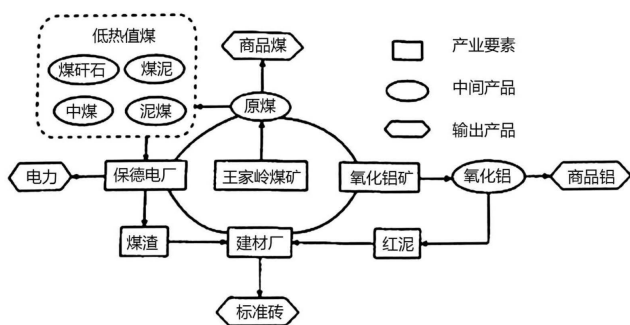 低热值煤
煤矸石
煤泥
中煤
泥煤
商品煤
原煤
产业要素
中间产品
输出产品
电力
保德电厂
王家岭煤矿
氧化铝矿
氧化铝
商品铝
煤渣
建材厂
红泥
标准砖